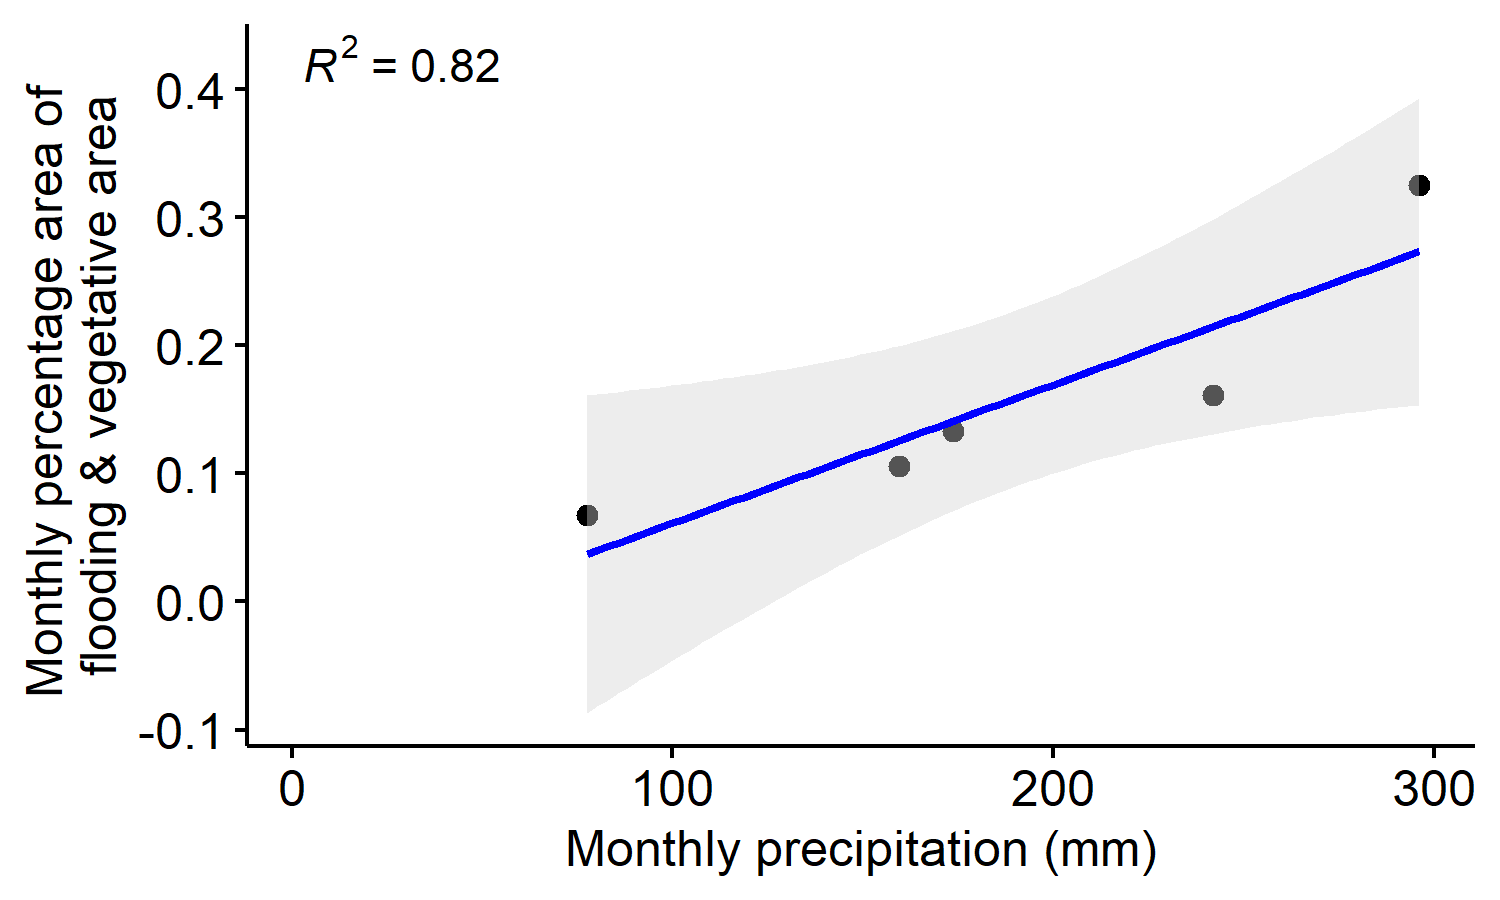 R² = 0.82
Monthly percentage area of
flooding & vegetative area
0.4
0.3
0.2
0.1
0.0
-0.1
0 100 200 300
Monthly precipitation (mm)